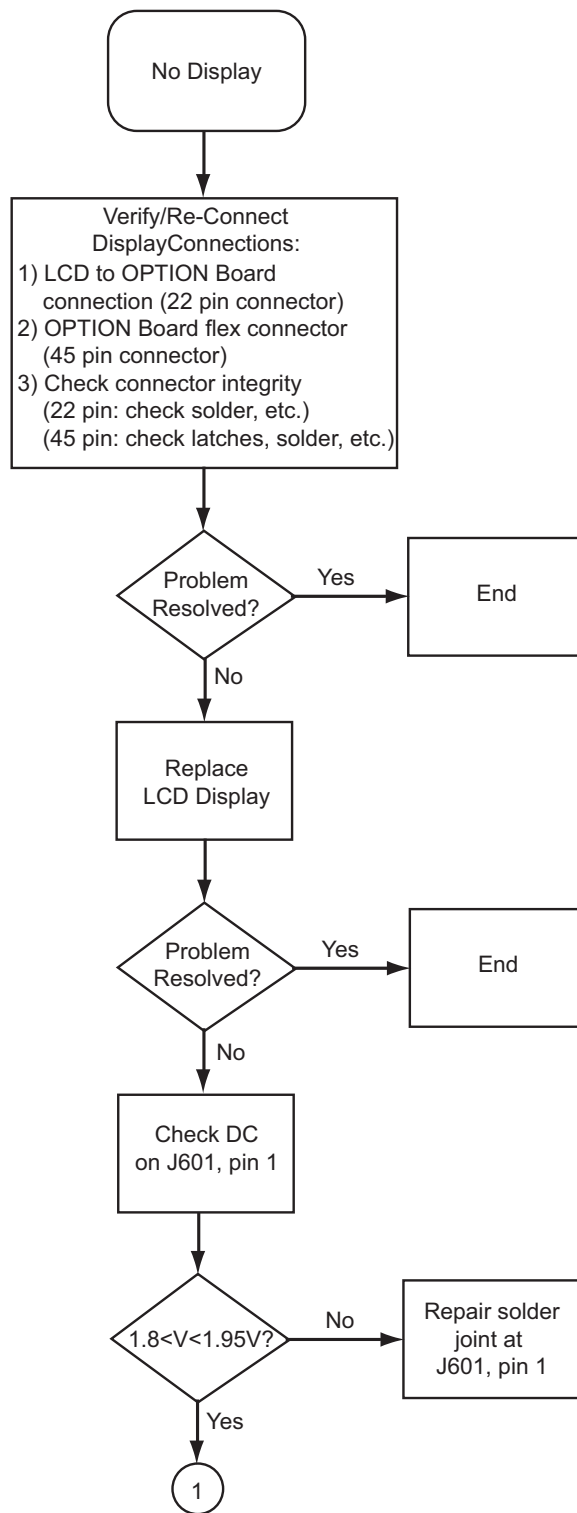 No Display
Verify/Re-Connect
DisplayConnections:
1) LCD to OPTION Board
connection (22 pin connector)
2) OPTION Board flex connector
(45 pin connector)
3) Check connector integrity
(22 pin: check solder, etc.)
(45 pin: check latches, solder, etc.)
Problem
Resolved?
Yes
End
No
Replace
LCD Display
Problem
Resolved?
Yes
End
No
Check DC
on J601, pin 1
1.8<V<1.95V?
No
Repair solder
joint at
J601, pin 1
Yes
1